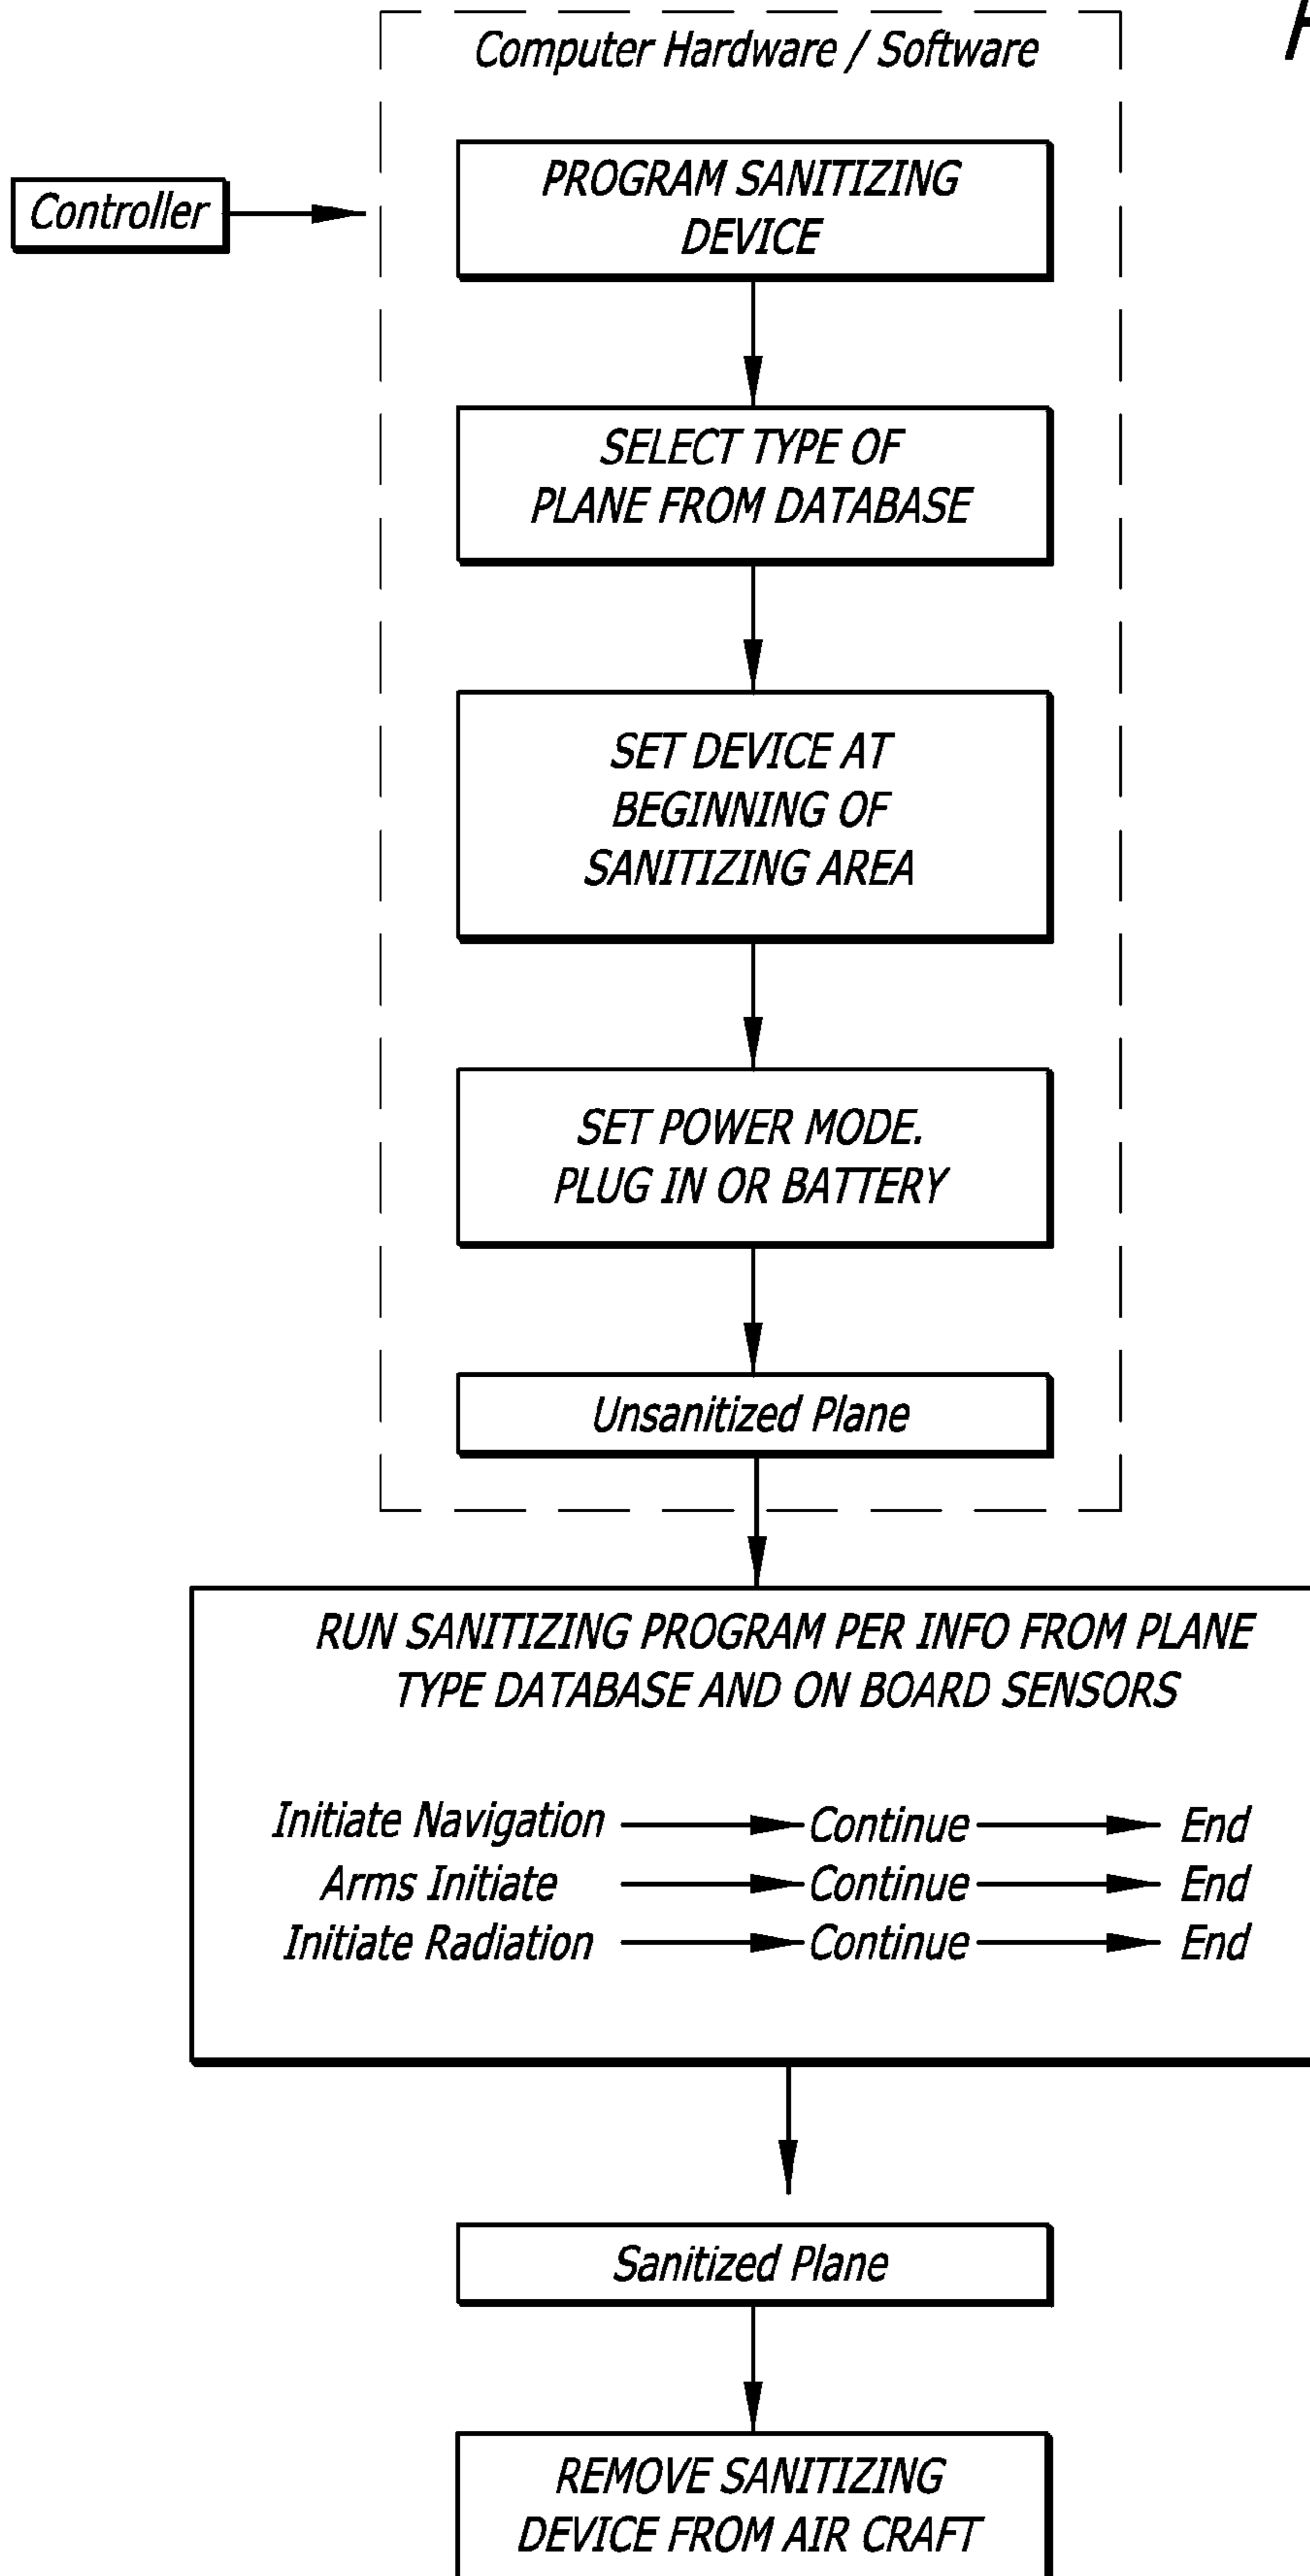 Computer Hardware / Software
Controller
PROGRAM SANITIZING
DEVICE
SELECT TYPE OF
PLANE FROM DATABASE
SET DEVICE AT
BEGINNING OF
SANITIZING AREA
SET POWER MODE.
PLUG IN OR BATTERY
Unsanitized Plane
RUN SANITIZING PROGRAM PER INFO FROM PLANE
TYPE DATABASE AND ON BOARD SENSORS
Initiate Navigation Continue End
Arms Initiate Continue End
Initiate Radiation Continue End
Sanitized Plane
REMOVE SANITIZING
DEVICE FROM AIR CRAFT